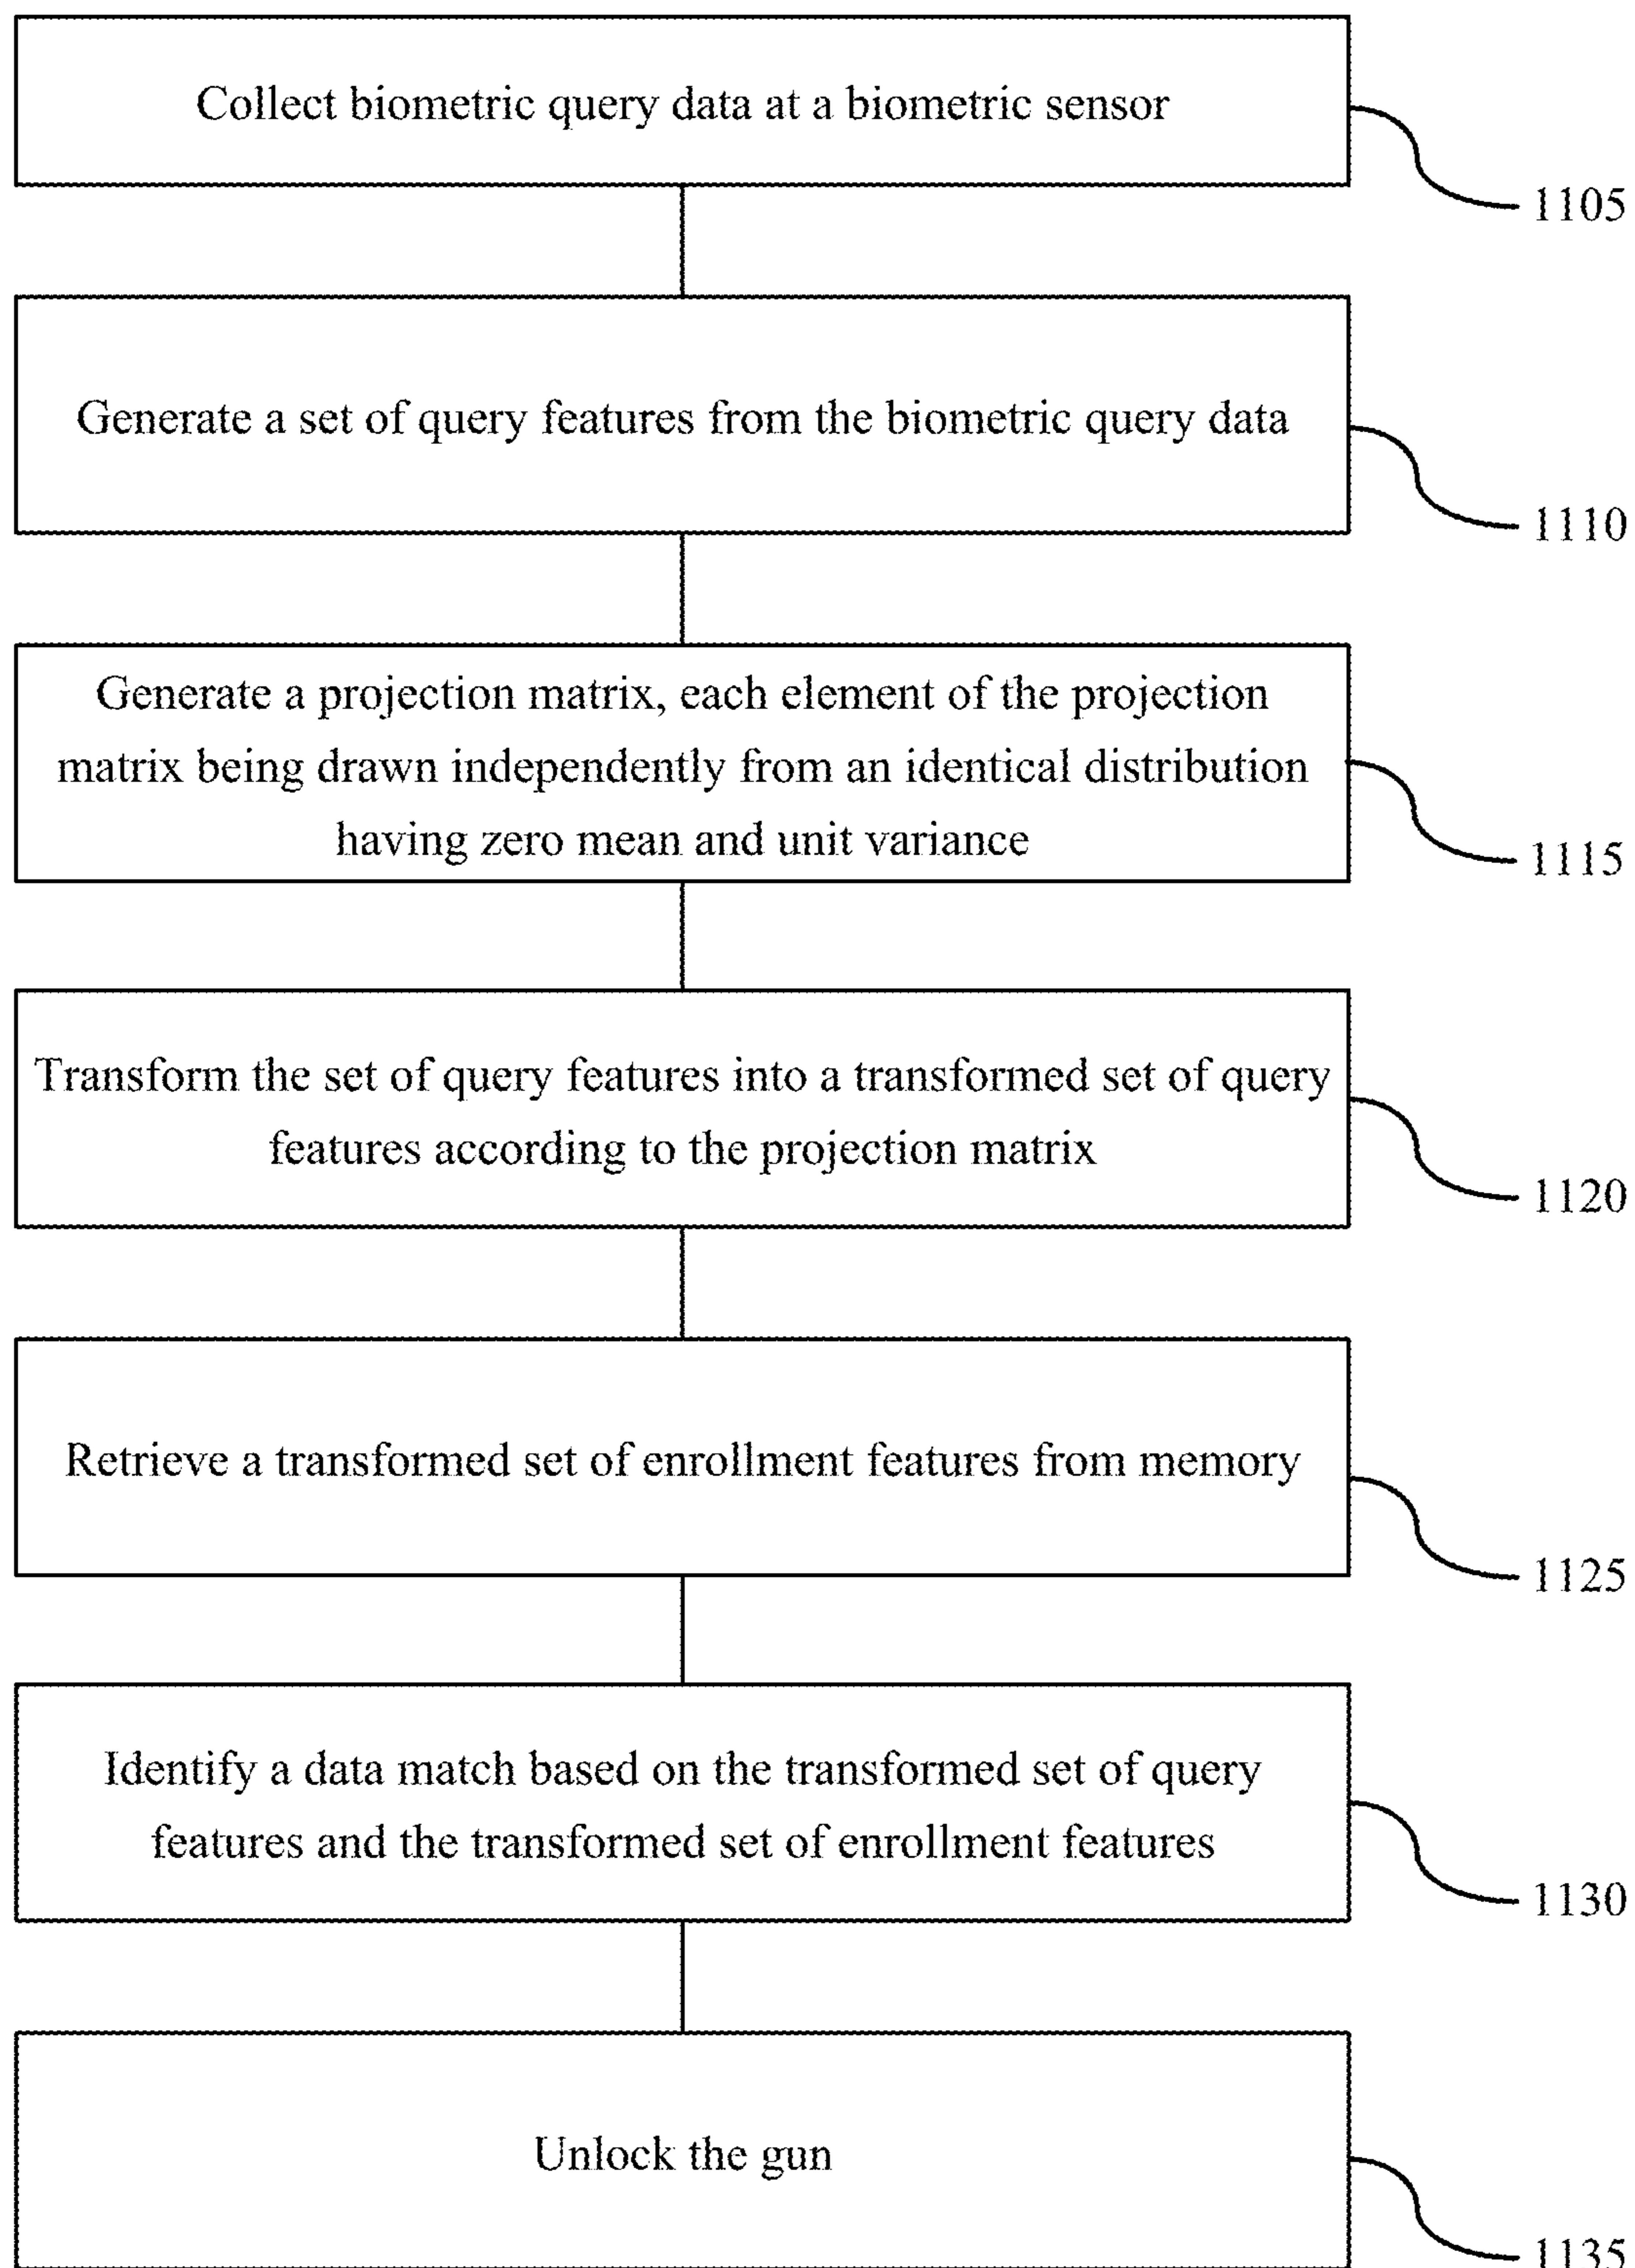 Collect biometric query data at a biometric sensor
1105
Generate a set of query features from the biometric query data
1110
Generate a projection matrix, each element of the projection
matrix being drawn independently from an identical distribution
having zero mean and unit variance
1115
Transform the set of query features into a transformed set of query
features according to the projection matrix
1120
Retrieve a transformed set of enrollment features from memory
1125
Identify a data match based on the transformed set of query
features and the transformed set of enrollment features
1130
Unlock the gun
1135